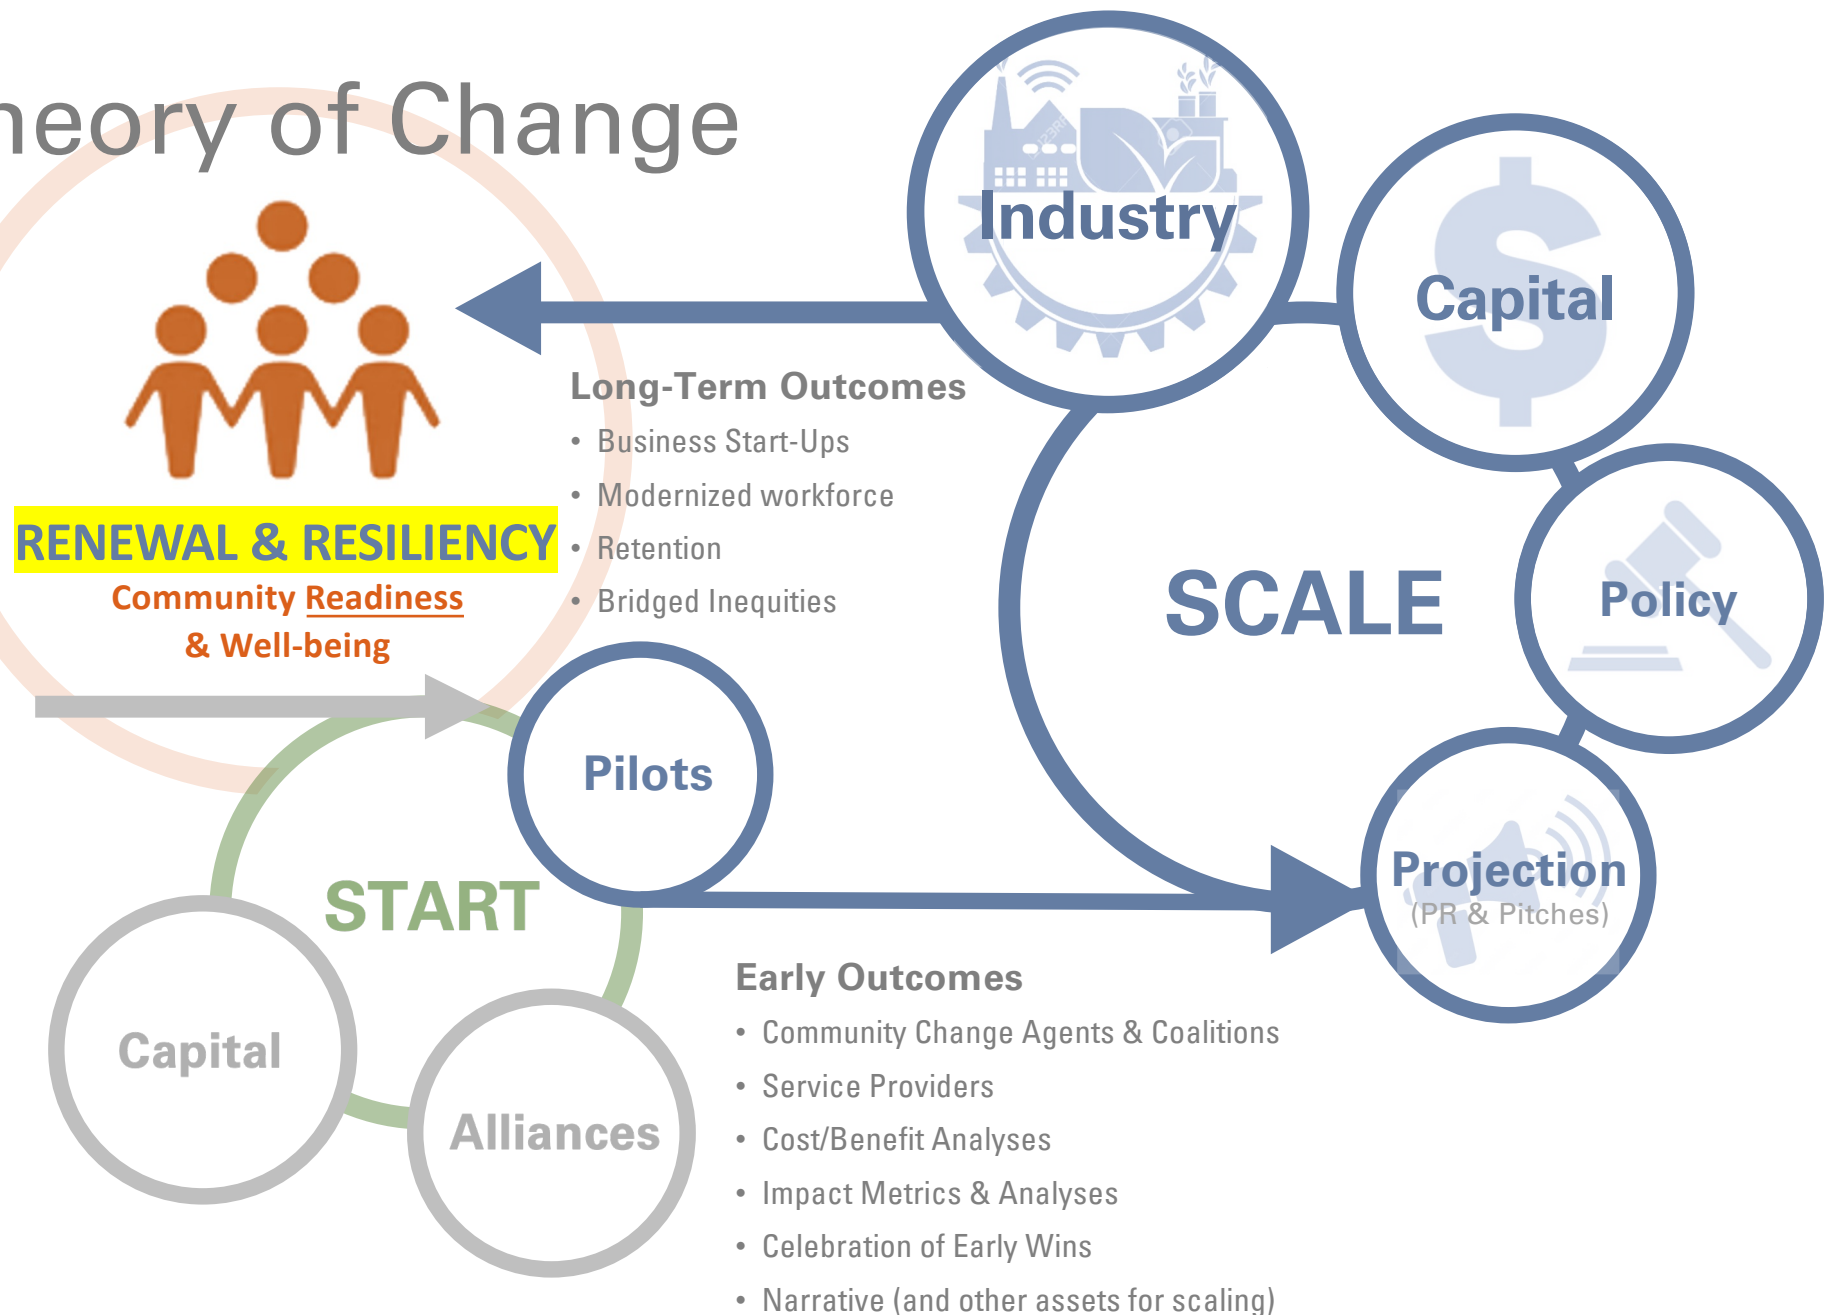 heory of Change
Industry
Capital
Long-Term Outcomes
• Business Start-Ups
• Modernized workforce
• Retention
• Bridged Inequities
RENEWAL & RESILIENCY
Community Readiness
& Well-being
SCALE
Policy
Pilots
START
Projection
(PR & Pitches)
Capital
Alliances
Early Outcomes
• Community Change Agents & Coalitions
• Service Providers
• Cost/Benefit Analyses
• Impact Metrics & Analyses
• Celebration of Early Wins
• Narrative (and other assets for scaling)